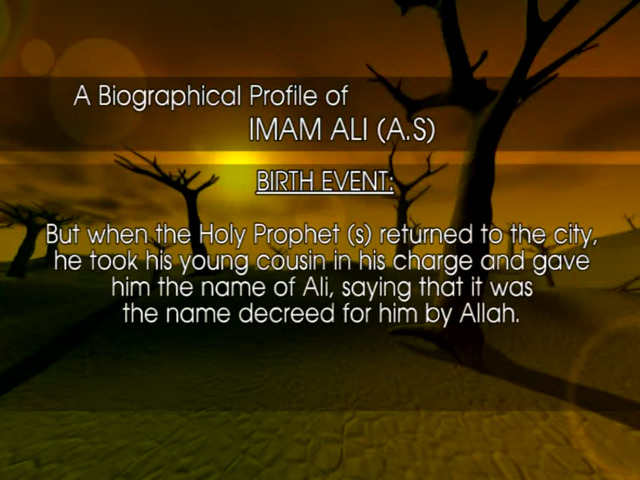 A Biographical Profile of
IMAM ALI (A.S)
BIRTH EVENT:
But when the Holy Prophet (s) returned to the city,
he took his young cousin in his charge and gave
him the name of Ali, saying that it was
the name decreed for him by Allah.